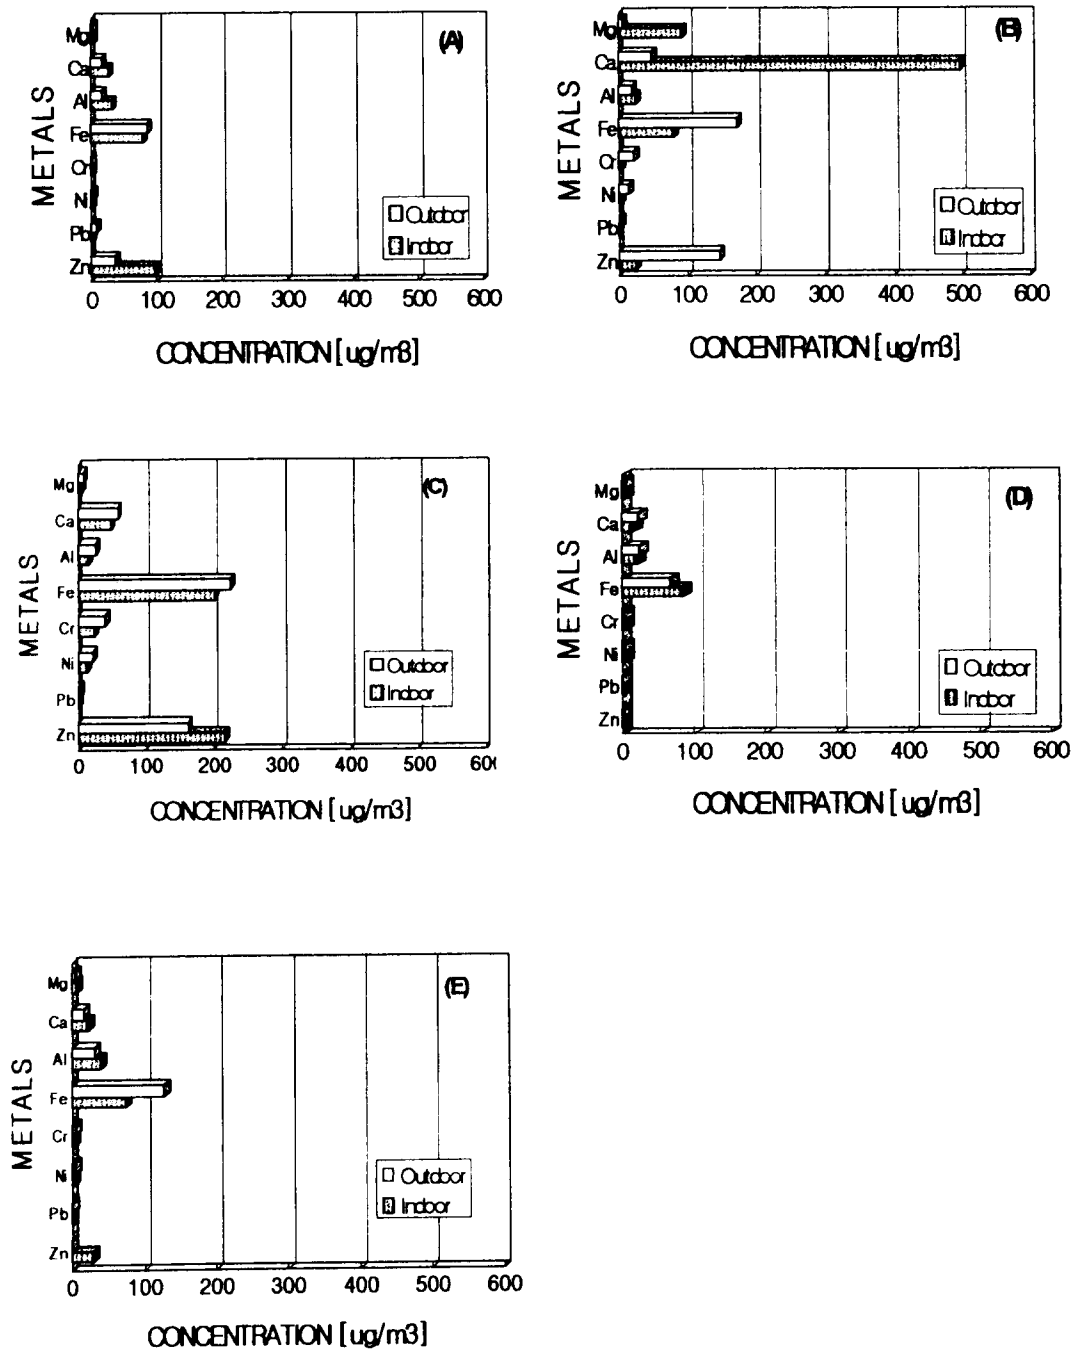 (A)
METALS
Mg
Ca
Al
Fe
Cr
Ni
Pb
Zn
Outdoor
Indoor
0 100 200 300 400 500 600
CONCENTRATION [ug/m3]
(B)
METALS
Mg
Ca
Al
Fe
Cr
Ni
Pb
Zn
Outdoor
Indoor
0 100 200 300 400 500 600
CONCENTRATION [ug/m3]
(C)
METALS
Mg
Ca
Al
Fe
Cr
Ni
Pb
Zn
Outdoor
Indoor
0 100 200 300 400 500 60
CONCENTRATION [ug/m3]
(D)
METALS
Mg
Ca
Al
Fe
Cr
Ni
Pb
Zn
Outdoor
Indoor
0 100 200 300 400 500 600
CONCENTRATION [ug/m3]
(E)
METALS
Mg
Ca
Al
Fe
Cr
Ni
Pb
Zn
Outdoor
Indoor
0 100 200 300 400 500 600
CONCENTRATION [ug/m3]